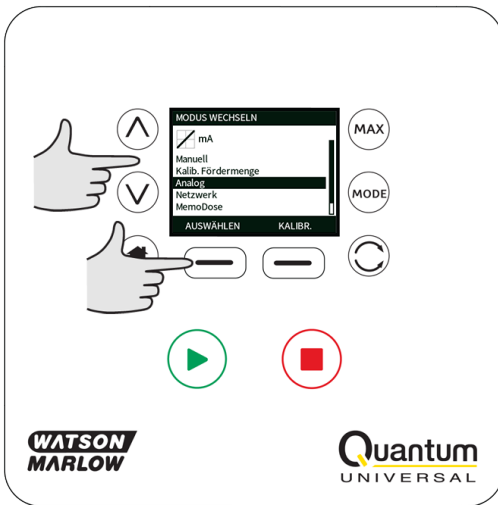 MODUS WECHSELN
mA
Manuell
Kalib. Fördermenge
Analog
Netzwerk
MemoDose
AUSWÄHLEN KALIBR.
MAX
MODE
WATSON
MARLOW
Quantum
UNIVERSAL